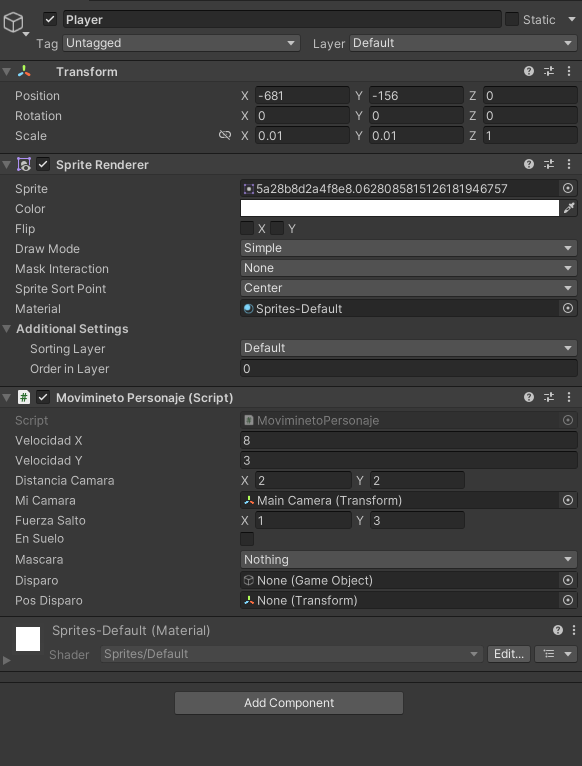 Player Static
Tag Untagged Layer Default
Transform
Position X -681 Y -156 Z 0
Rotation X 0 Y 0 Z 0
Scale X 0.01 Y 0.01 Z 1
Sprite Renderer
Sprite 5a28b8d2a4f8e8.0628085815126181946757
Color
Flip X Y
Draw Mode Simple
Mask Interaction None
Sprite Sort Point Center
Material Sprites-Default
Additional Settings
Sorting Layer Default
Order in Layer 0
# Movimineto Personaje (Script)
Script MoviminetoPersonaje
Velocidad X 8
Velocidad Y 3
Distancia Camara X 2 Y 2
Mi Camara Main Camera (Transform)
Fuerza Salto X 1 Y 3
En Suelo
Mascara Nothing
Disparo None (Game Object)
Pos Disparo None (Transform)
Sprites-Default (Material)
Shader Sprites/Default Edit...
Add Component